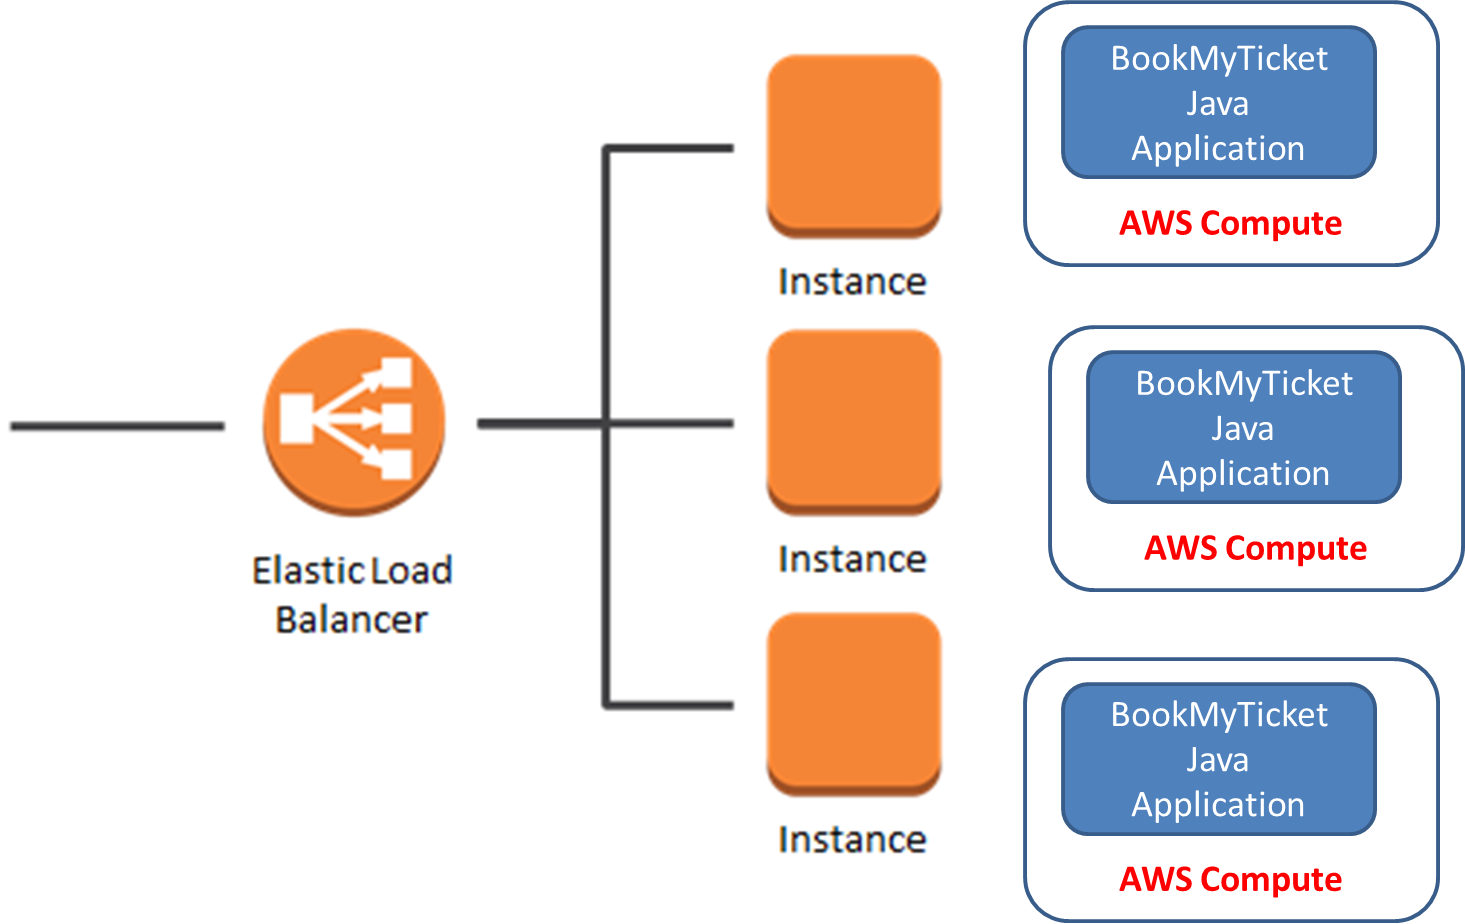 BookMyTicket
Java
Application
AWS Compute
Instance
BookMyTicket
Java
Application
AWS Compute
Instance
Elastic Load
Balancer
BookMyTicket
Java
Application
AWS Compute
Instance